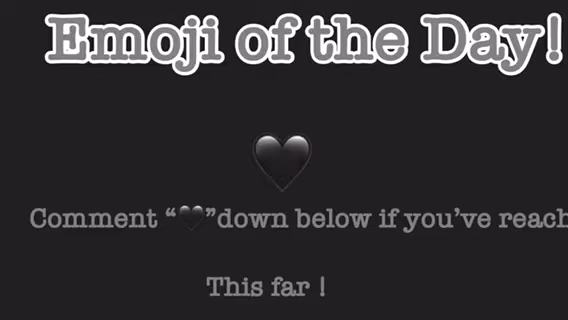 Emoji of the Day!
🖤
Comment “🖤”down below if you’ve reach
This far !